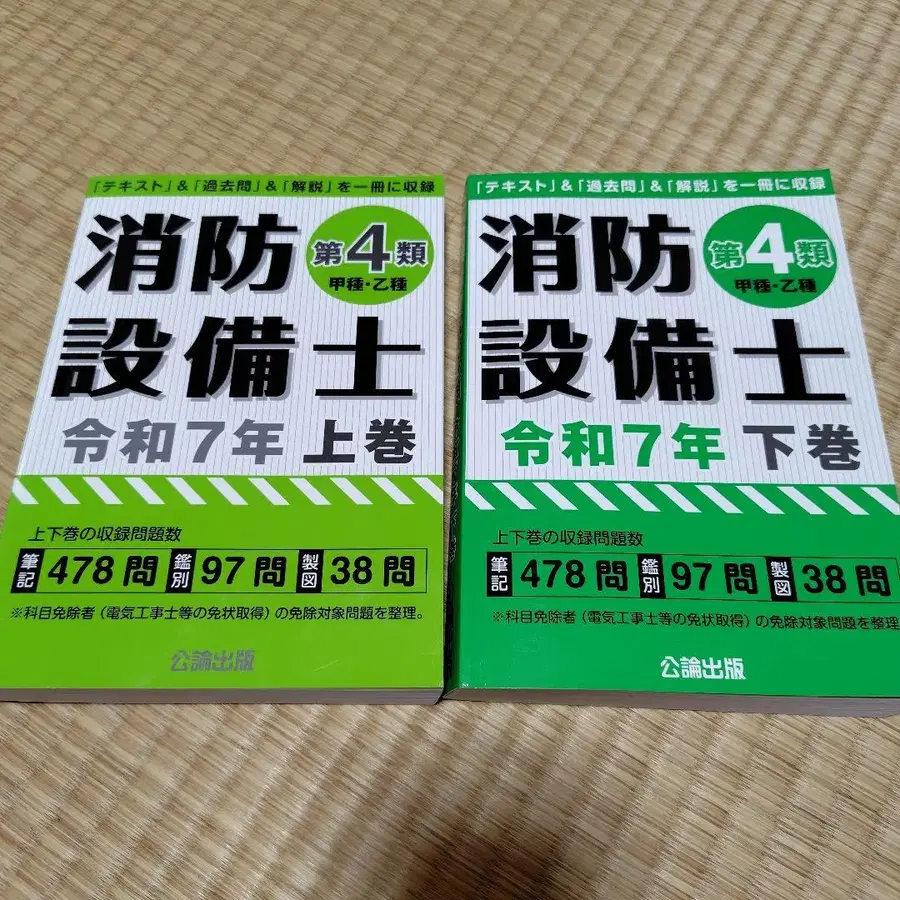 「テキスト」&「過去問」&「解説」を一冊に収録
消防
第4類
甲種・乙種
設備士
令和7年 上巻
上下巻の収録問題数
筆記 478問 鑑別 97問 製図 38問
※科目免除者（電気工事士等の免状取得）の免除対象問題を整理。
公論出版
「テキスト」&「過去問」&「解説」を一冊に収録
消防
第4類
甲種・乙種
設備士
令和7年 下巻
上下巻の収録問題数
筆記 478問 鑑別 97問 製図 38問
※科目免除者（電気工事士等の免状取得）の免除対象問題を整理
公論出版